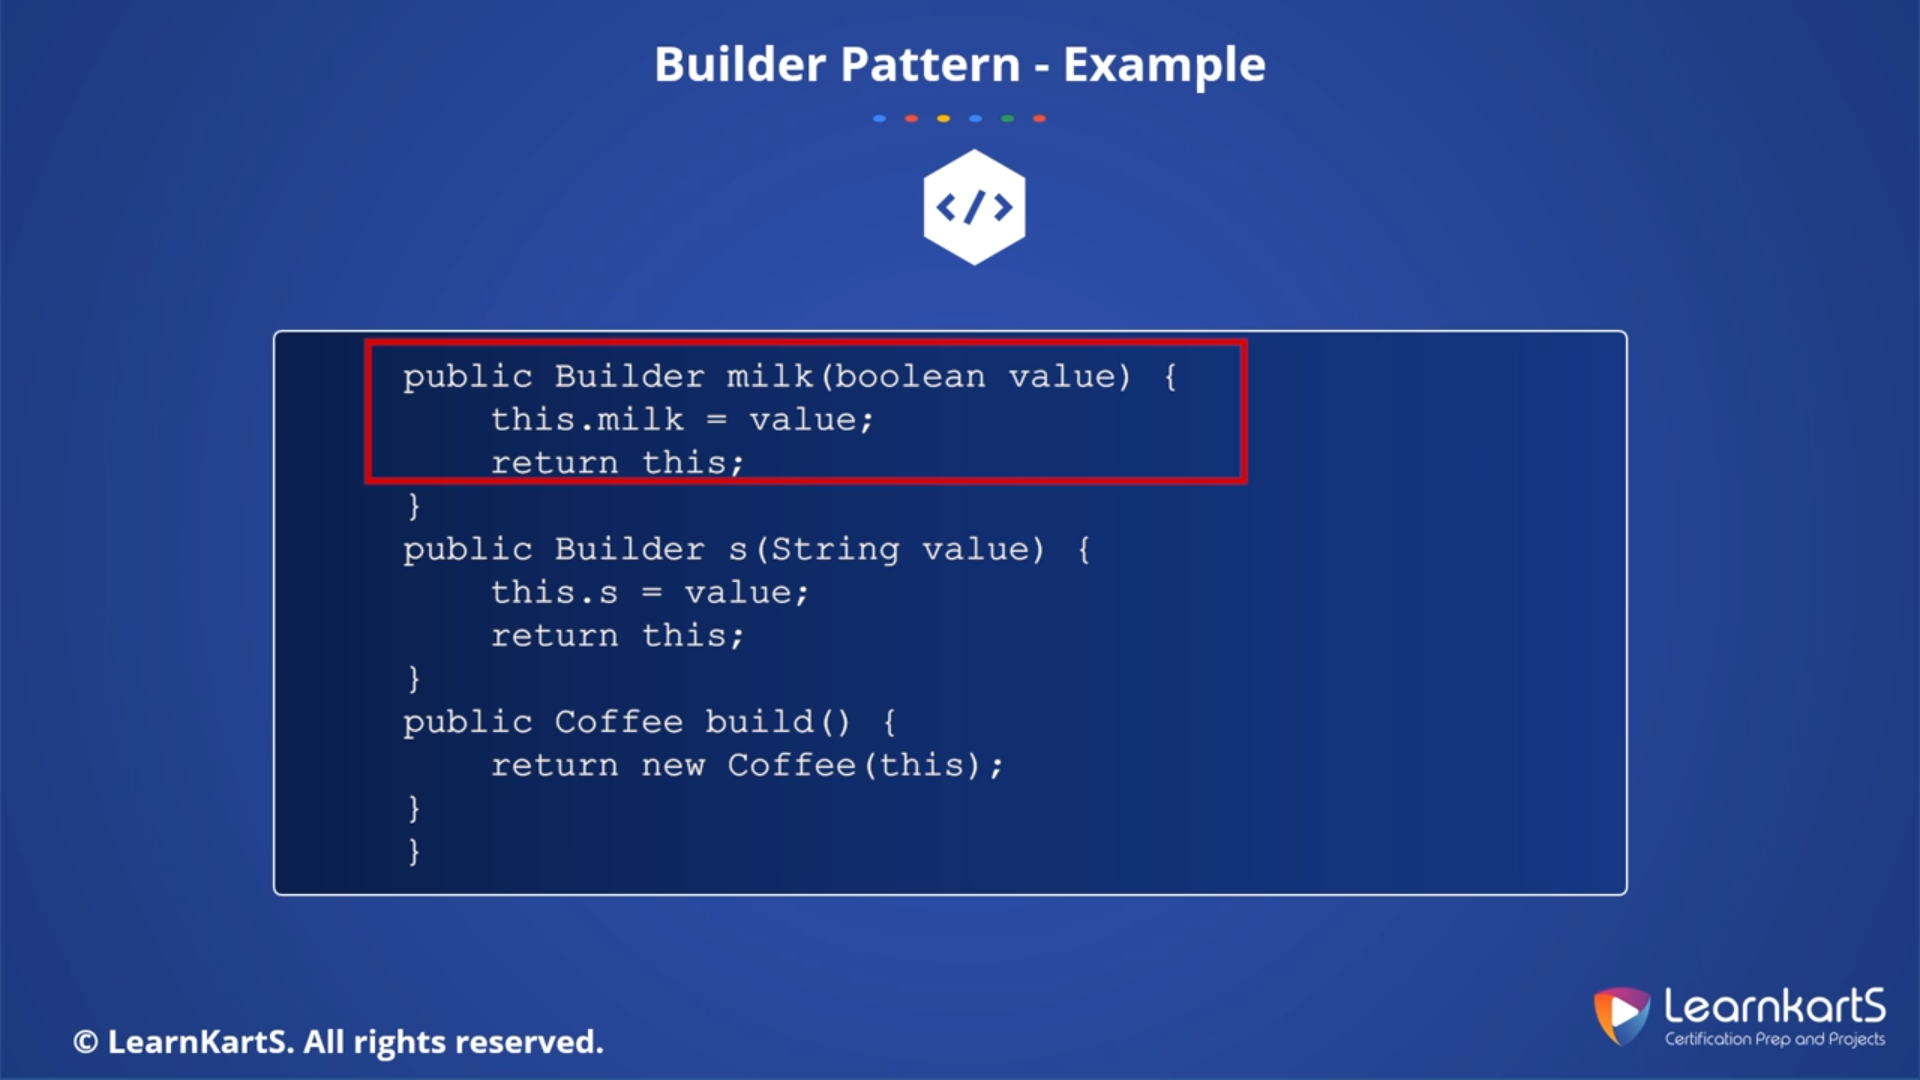 Builder Pattern - Example
</>
public Builder milk(boolean value) {
this.milk = value;
return this;
}
public Builder s(String value) {
this.s = value;
return this;
}
public Coffee build() {
return new Coffee(this);
}
}
© LearnKartS. All rights reserved.
LearnkartS
Certification Prep and Projects